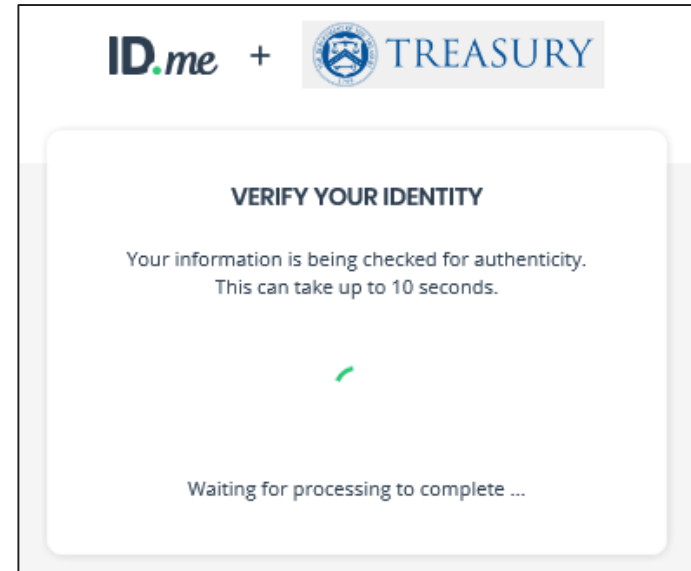 ID.me + TREASURY
VERIFY YOUR IDENTITY
Your information is being checked for authenticity.
This can take up to 10 seconds.
Waiting for processing to complete ...